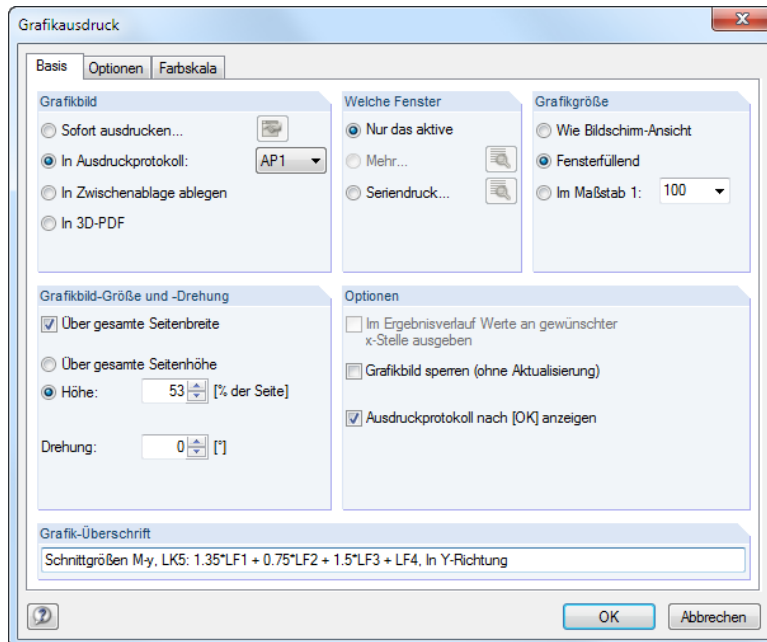 Grafikausdruck
Basis
Optionen
Farbskala
Grafikbild
Sofort ausdrucken...
In Ausdruckprotokoll:
AP1
In Zwischenablage ablegen
In 3D-PDF
Welche Fenster
Nur das aktive
Mehr...
Seriendruck...
Grafikgröße
Wie Bildschirm-Ansicht
Fensterfüllend
Im Maßstab 1:
100
Grafikbild-Größe und -Drehung
Über gesamte Seitenbreite
Über gesamte Seitenhöhe
Höhe:
53
[% der Seite]
Drehung:
0
[°]
Optionen
Im Ergebnisverlauf Werte an gewünschter
x-Stelle ausgeben
Grafikbild sperren (ohne Aktualisierung)
Ausdruckprotokoll nach [OK] anzeigen
Grafik-Überschrift
Schnittgrößen M-y, LK5: 1.35*LF1 + 0.75*LF2 + 1.5*LF3 + LF4, In Y-Richtung
OK
Abbrechen